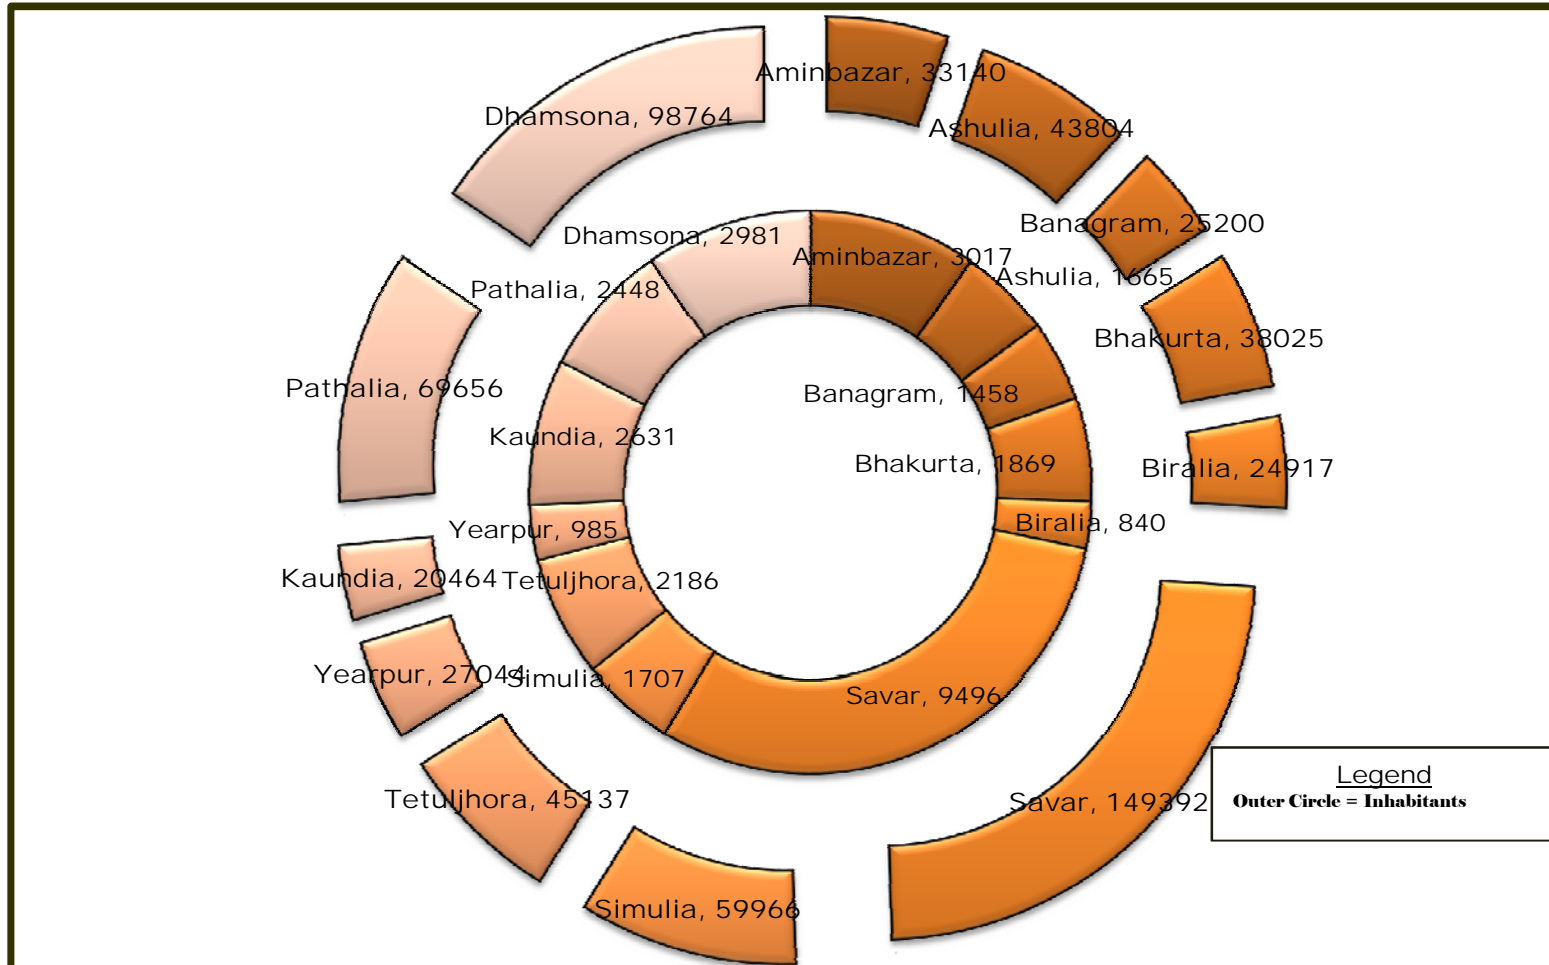 Aminbazar, 33140
Dhamsona, 98764
Ashulia, 43804
Banagram, 25200
Dhamsona, 2981
Aminbazar, 3017
Ashulia, 1665
Pathalia, 2448
Bhakurta, 38025
Pathalia, 69656
Banagram, 1458
Kaundia, 2631
Bhakurta, 1869
Biralia, 24917
Biralia, 840
Yearpur, 985
Kaundia, 20464
Tetuljhora, 2186
Yearpur, 27044
Simulia, 1707
Savar, 9496
Legend
Outer Circle = Inhabitants
Tetuljhora, 45137
Savar, 149392
Simulia, 59966